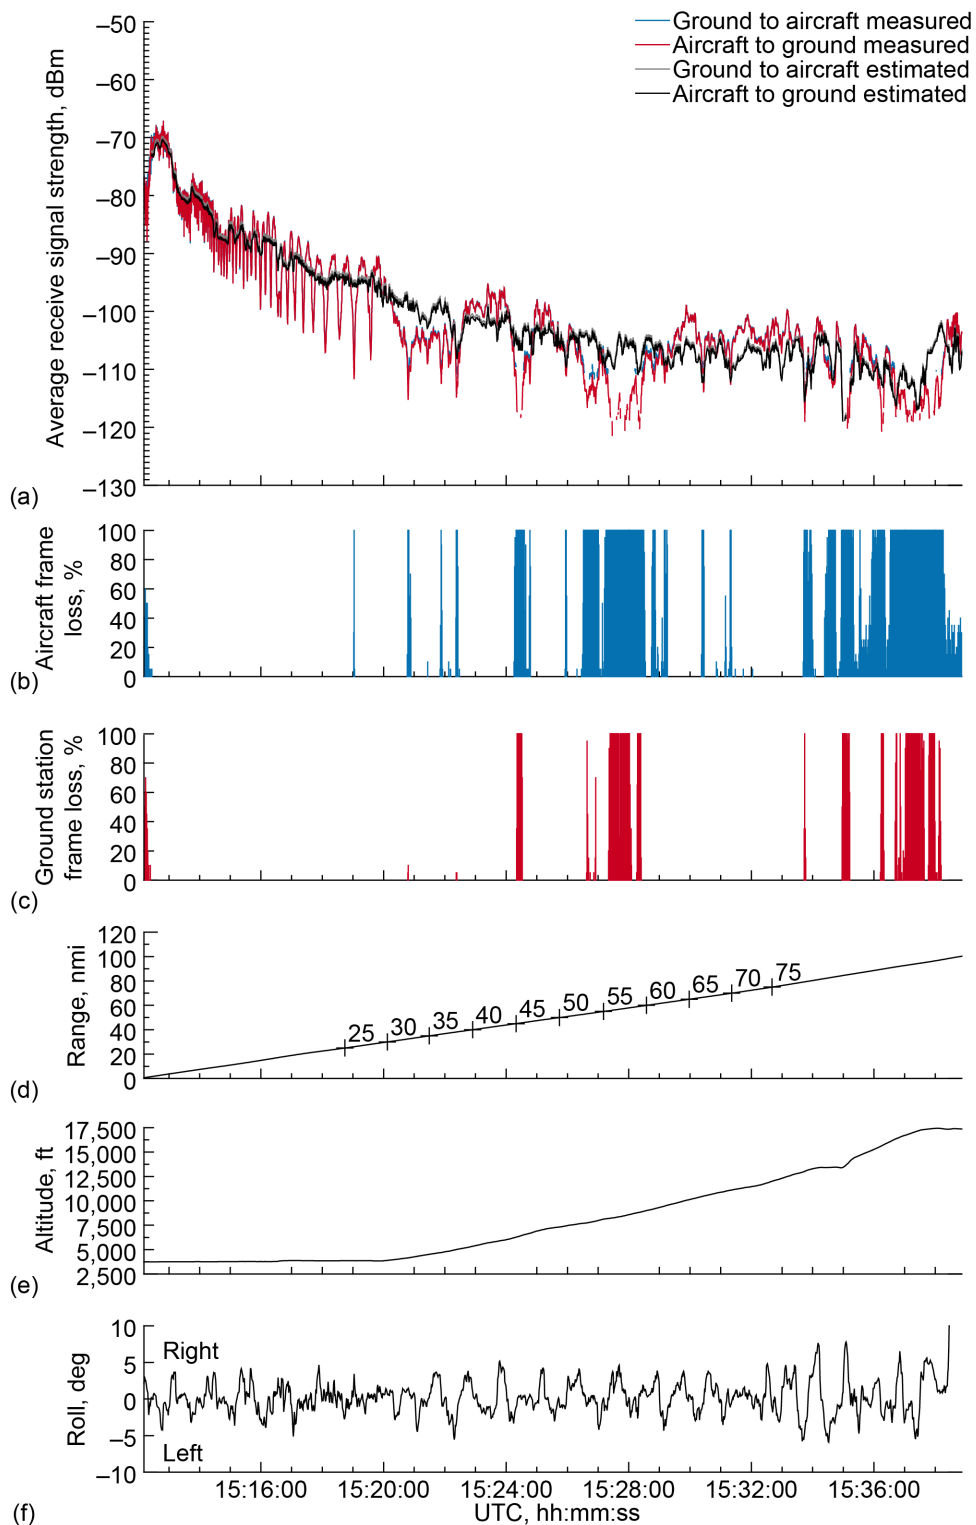 Ground to aircraft measured
Aircraft to ground measured
Ground to aircraft estimated
Aircraft to ground estimated
Average receive signal strength, dBm
–50
–60
–70
–80
–90
–100
–110
–120
–130
(a)
Aircraft frame
loss, %
100
80
60
40
20
0
(b)
Ground station
frame loss, %
100
80
60
40
20
0
(c)
Range, nmi
120
100
80
60
40
20
0
25
30
35
40
45
50
55
60
65
70
75
(d)
Altitude, ft
17,500
15,000
12,500
10,000
7,500
5,000
2,500
(e)
Roll, deg
10
5
0
–5
–10
Right
Left
15:16:00
15:20:00
15:24:00
15:28:00
15:32:00
15:36:00
UTC, hh:mm:ss
(f)